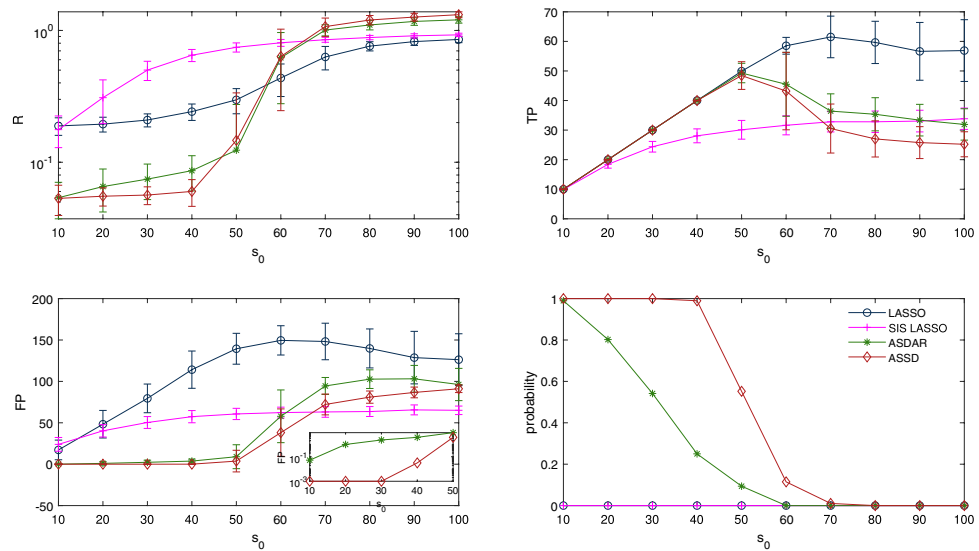 10⁰
10⁻¹
R
10 20 30 40 50 60 70 80 90 100
s₀
70
60
50
40
30
20
10
0
TP
10 20 30 40 50 60 70 80 90 100
s₀
200
150
100
50
0
-50
FP
10 20 30 40 50 60 70 80 90 100
s₀
FP
10⁻¹
10⁻³
10 20 30 40 50
s₀
1
0.8
0.6
0.4
0.2
0
probability
LASSO
SIS LASSO
ASDAR
ASSD
10 20 30 40 50 60 70 80 90 100
s₀